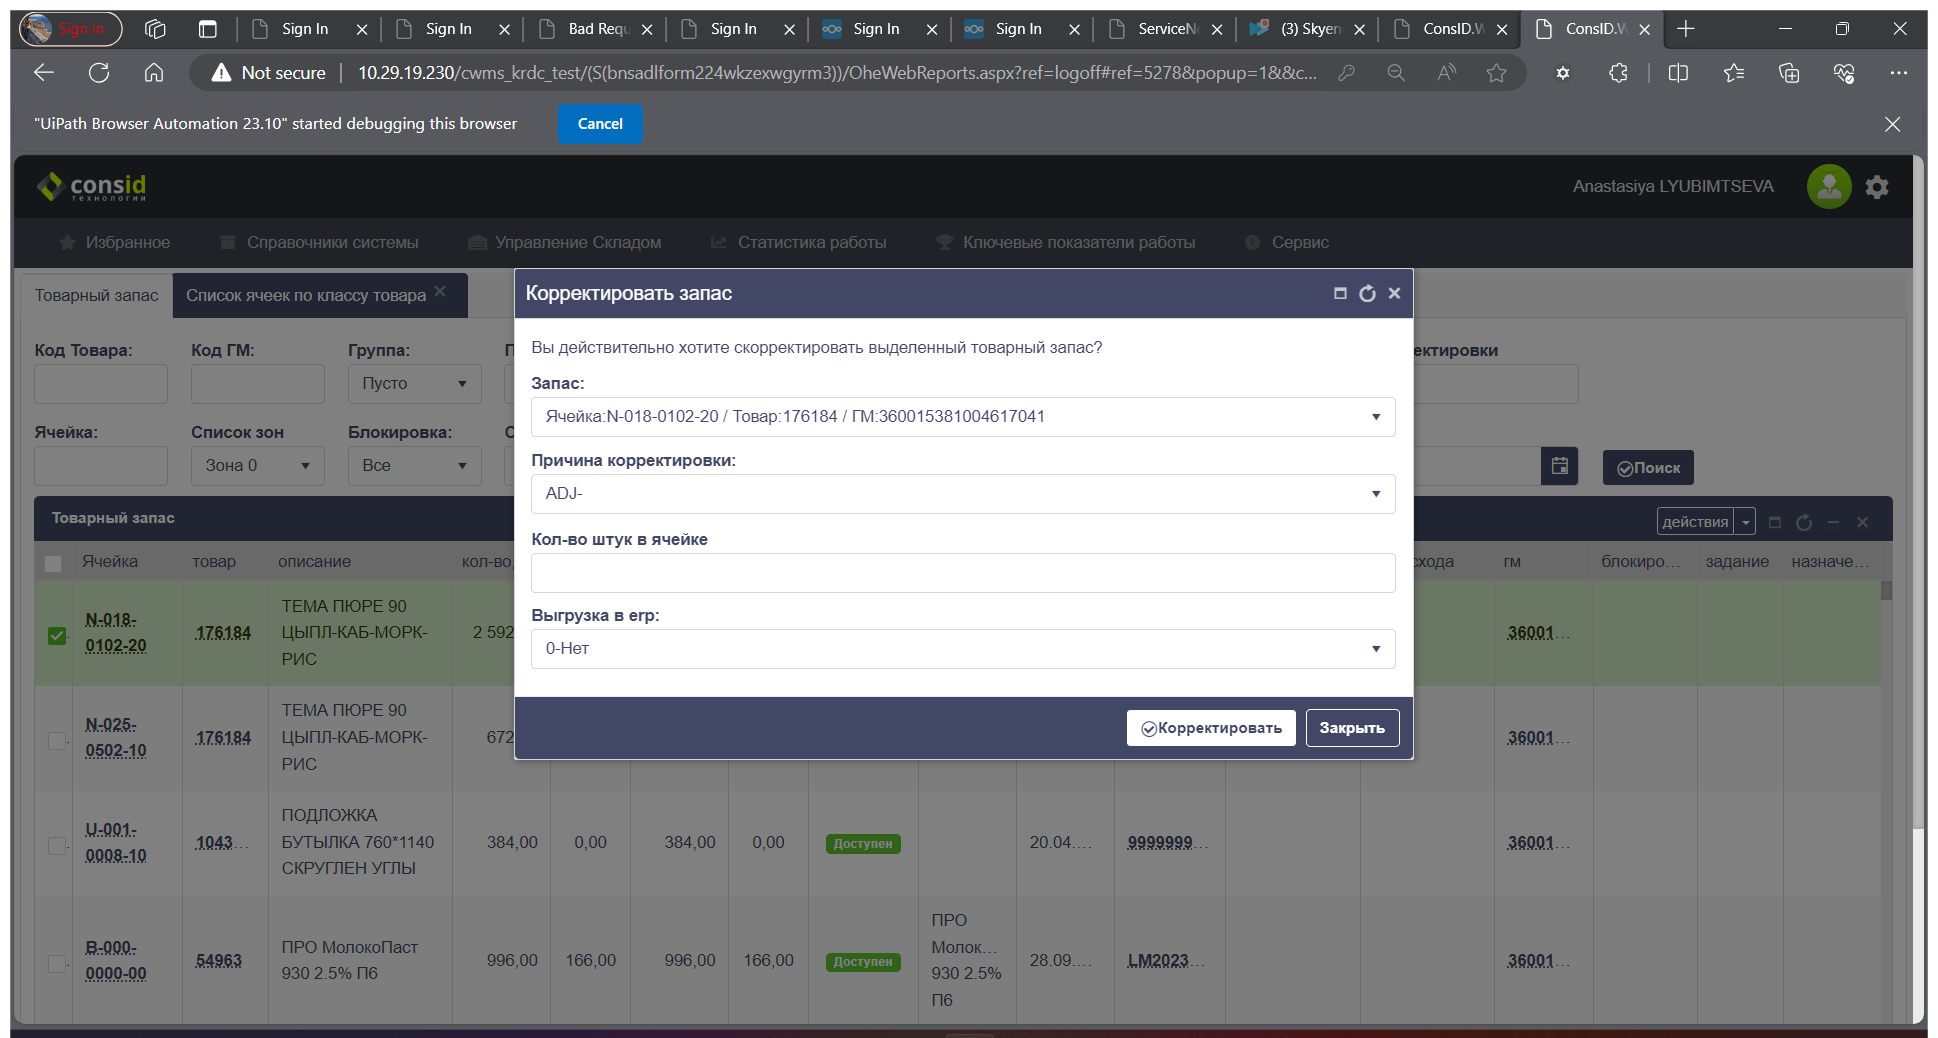 Sign in
Sign In
Sign In
Bad Requ
Sign In
Sign In
Sign In
ServiceN
(3) Skyen
ConsID.W
ConsID.W
Not secure
10.29.19.230/cwms_krdc_test/(S(bnsadlform224wkzexwgyrm3))/OheWebReports.aspx?ref=logoff#ref=5278&popup=1&&c...
"UiPath Browser Automation 23.10" started debugging this browser
Cancel
consid
технологии
Anastasiya LYUBIMTSEVA
Избранное
Справочники системы
Управление Складом
Статистика работы
Ключевые показатели работы
Сервис
Товарный запас
Список ячеек по классу товара
Код Товара:
Код ГМ:
Группа:
П
ектировки
Пусто
Ячейка:
Список зон
Блокировка:
С
Зона 0
Все
Поиск
Корректировать запас
Вы действительно хотите скорректировать выделенный товарный запас?
Запас:
Ячейка:N-018-0102-20 / Товар:176184 / ГМ:360015381004617041
Причина корректировки:
ADJ-
Кол-во штук в ячейке
Выгрузка в erp:
0-Нет
Корректировать
Закрыть
Товарный запас
действия
Ячейка
товар
описание
кол-во
схода
гм
блокиро...
задание
назначе...
N-018-
0102-20
176184
ТЕМА ПЮРЕ 90
ЦЫПЛ-КАБ-МОРК-
РИС
2 592
36001...
N-025-
0502-10
176184
ТЕМА ПЮРЕ 90
ЦЫПЛ-КАБ-МОРК-
РИС
672
36001...
U-001-
0008-10
1043...
ПОДЛОЖКА
БУТЫЛКА 760*1140
СКРУГЛЕН УГЛЫ
384,00
0,00
384,00
0,00
Доступен
20.04....
9999999...
36001...
B-000-
0000-00
54963
ПРО МолокоПаст
930 2.5% П6
996,00
166,00
996,00
166,00
Доступен
ПРО
Молок...
930 2.5%
П6
28.09....
LM2023...
36001...